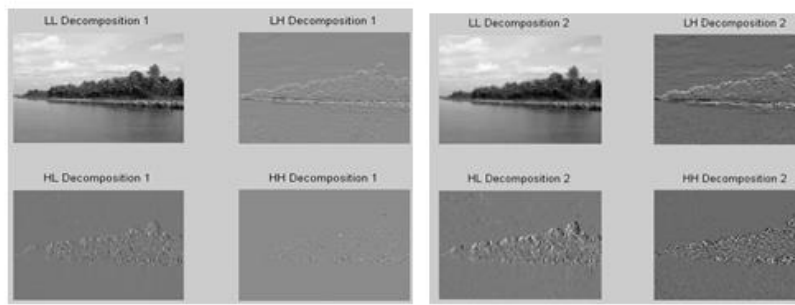 LL Decomposition 1
LH Decomposition 1
HL Decomposition 1
HH Decomposition 1
LL Decomposition 2
LH Decomposition 2
HL Decomposition 2
HH Decomposition 2